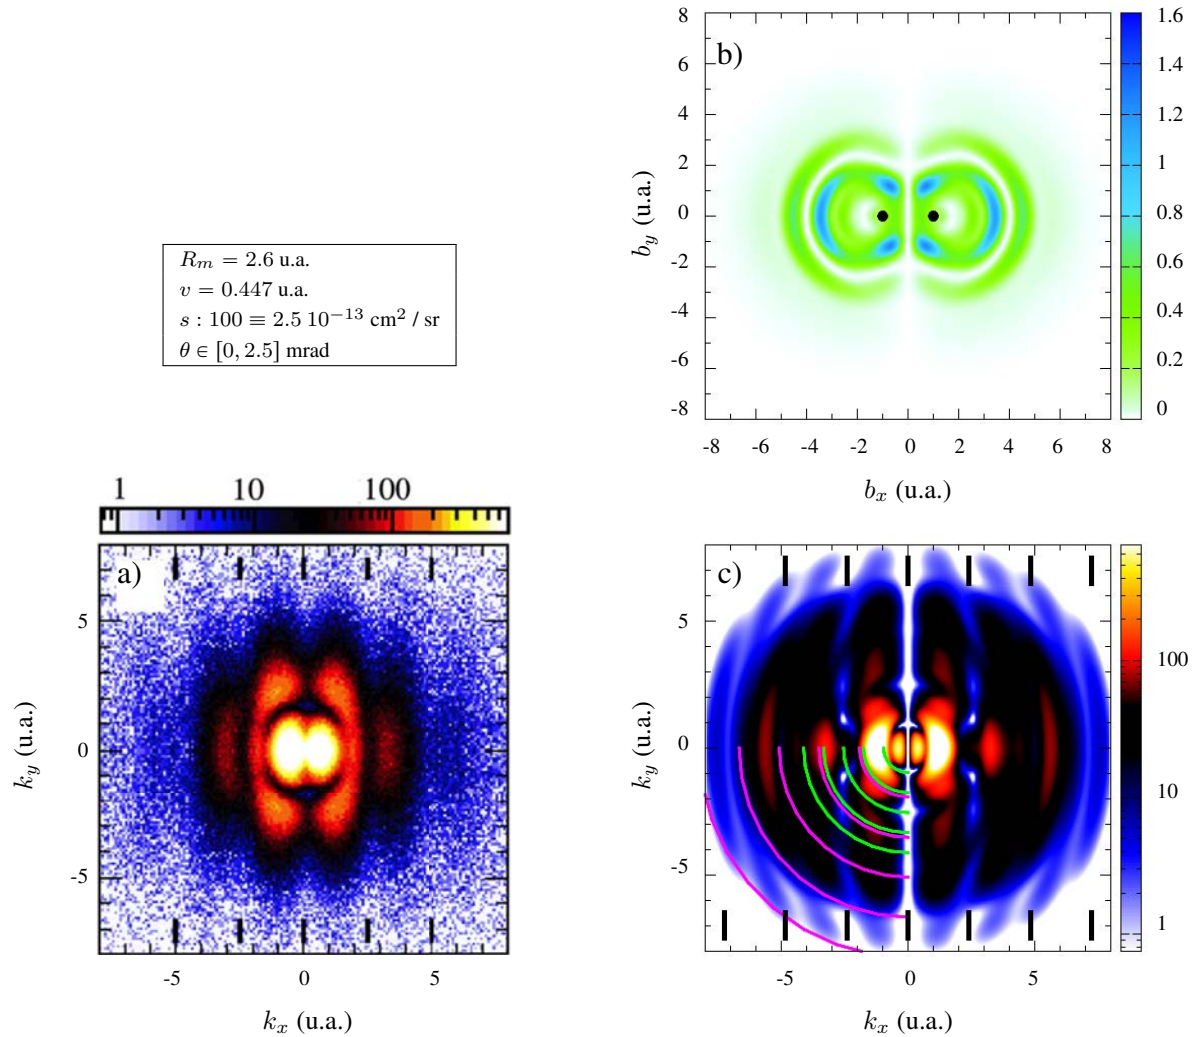 8
6
4
2
0
-2
-4
-6
-8
b)
b_y (u.a.)
-8 -6 -4 -2 0 2 4 6 8
b_x (u.a.)
1.6
1.4
1.2
1
0.8
0.6
0.4
0.2
0
R_m = 2.6 u.a.
v = 0.447 u.a.
s : 100 ≡ 2.5 10^{-13} cm^2 / sr
θ ∈ [0, 2.5] mrad
1 10 100
a)
5
0
-5
k_y (u.a.)
-5 0 5
k_x (u.a.)
c)
5
0
-5
k_y (u.a.)
-5 0 5
k_x (u.a.)
100
10
1